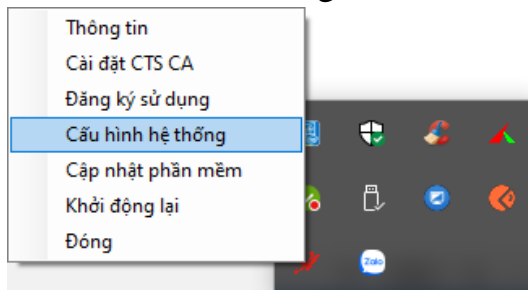 Thông tin
Cài đặt CTS CA
Đăng ký sử dụng
Cấu hình hệ thống
Cập nhật phần mềm
Khởi động lại
Đóng
Zalo